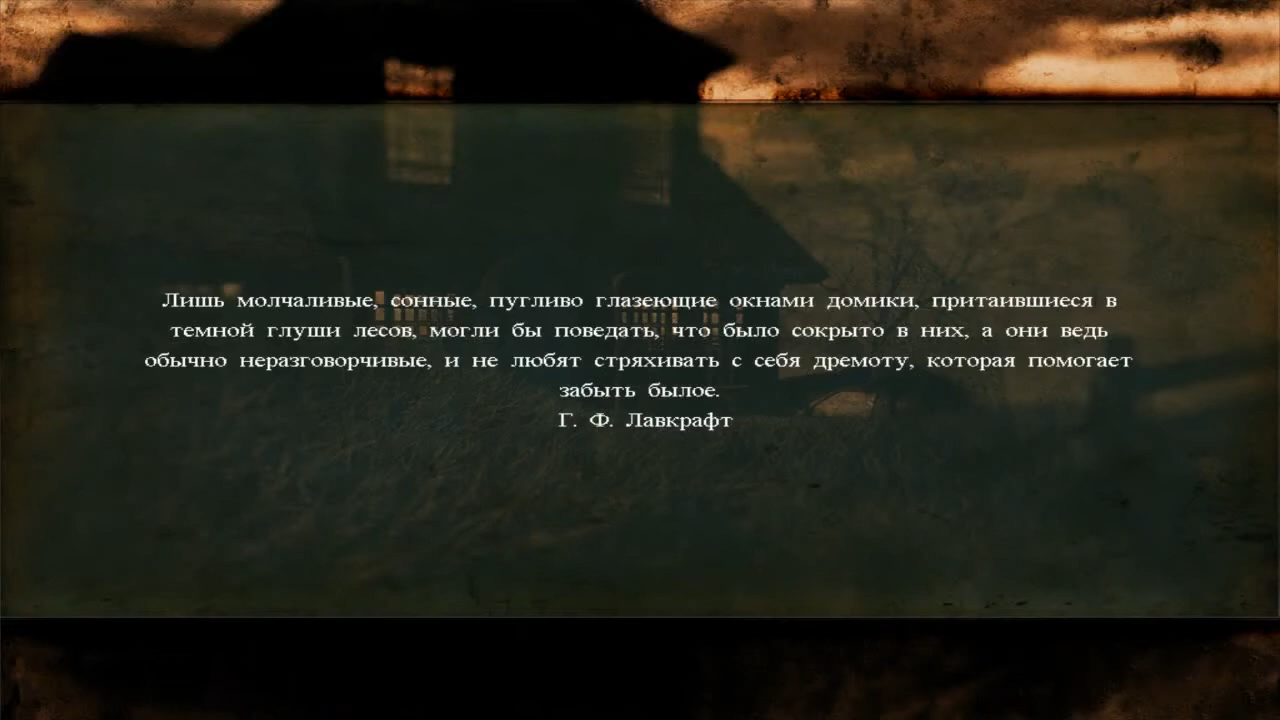 Лишь молчаливые, сонные, пугливо глазеющие окнами домики, притаившиеся в
темной глуши лесов, могли бы поведать, что было сокрыто в них, а они ведь
обычно неразговорчивые, и не любят стряхивать с себя дремоту, которая помогает
забыть былое.
Г. Ф. Лавкрафт